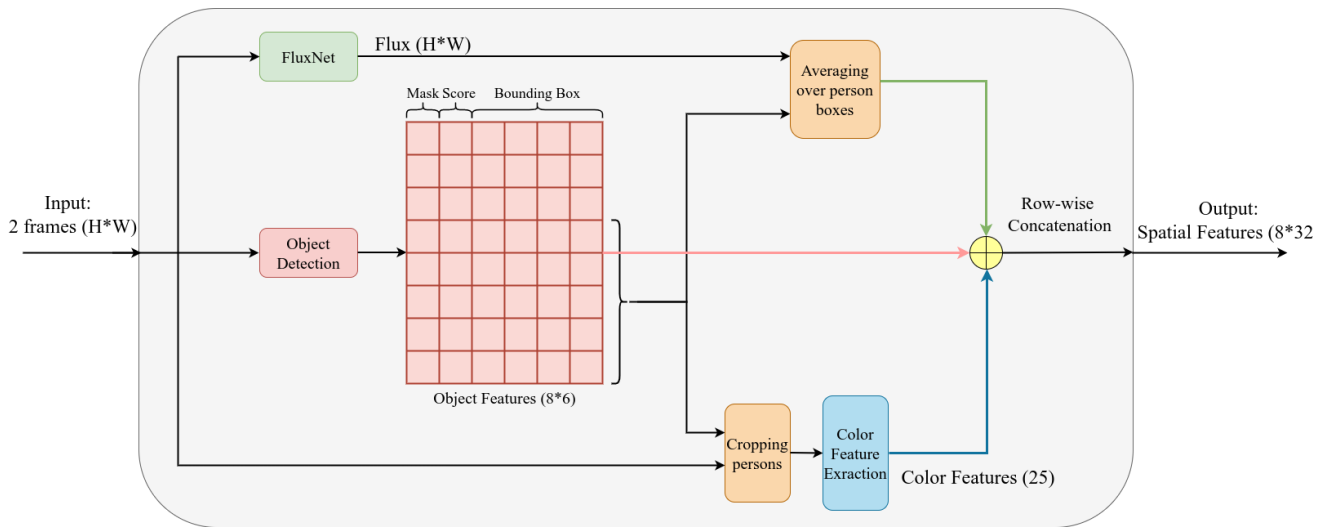 FluxNet
Flux (H*W)
Averaging
over person
boxes
Mask Score
Bounding Box
Input:
2 frames (H*W)
Object
Detection
Row-wise
Concatenation
Output:
Spatial Features (8*32
Object Features (8*6)
Cropping
persons
Color
Feature
Exraction
Color Features (25)